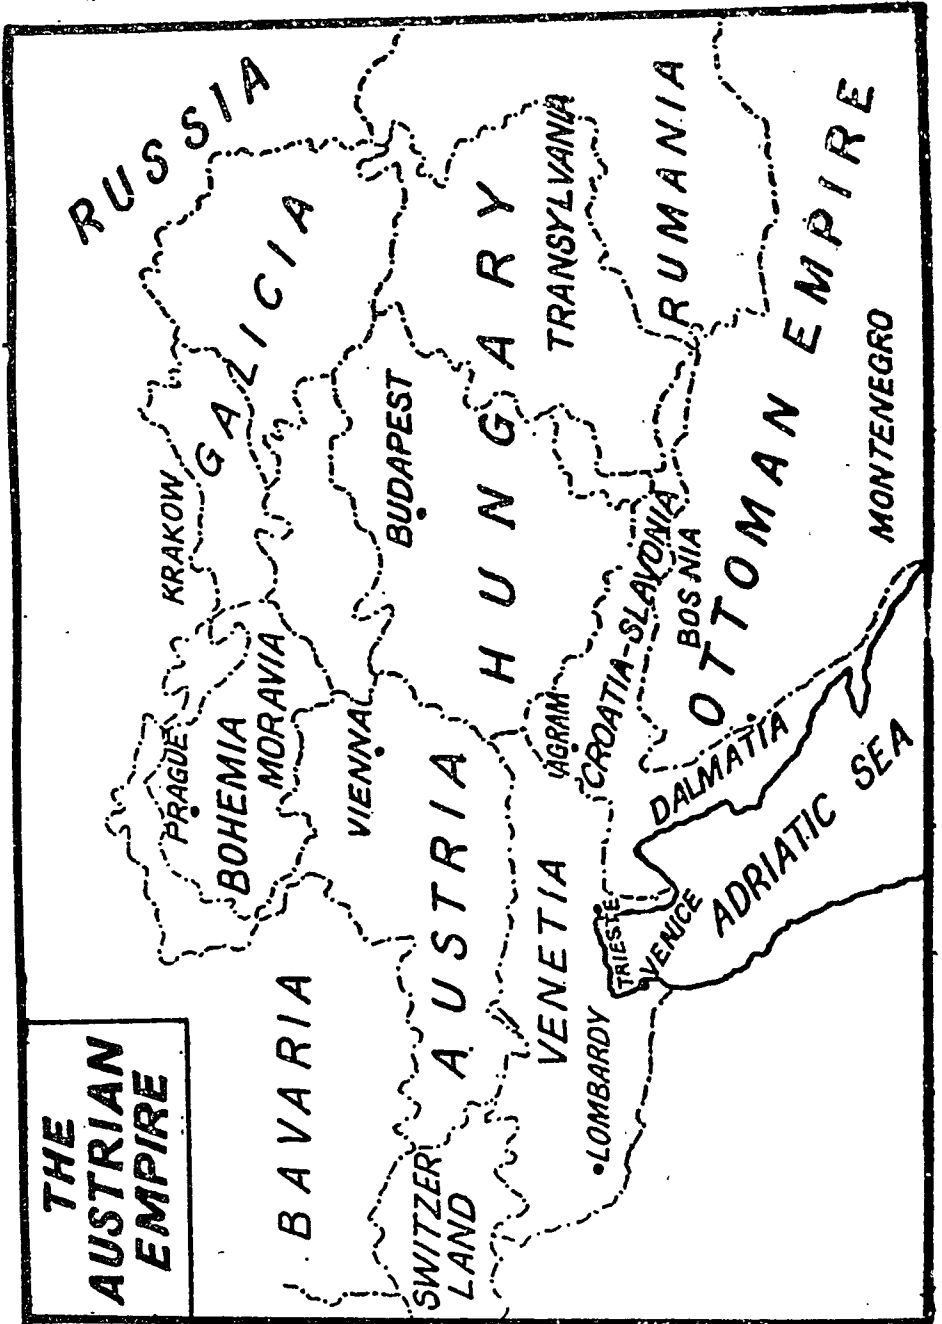 THE
AUSTRIAN
EMPIRE
RUSSIA
KRAKOW
GALICIA
PRAGUE
BOHEMIA
MORAVIA
BAVARIA
VIENNA
BUDAPEST
SWITZER
LAND
AUSTRIA
HUNGARY
TRANSYLVANIA
VENETIA
AGRAM
LOMBARDY
TRIESTE
VENICE
CROATIA-SLAVONIA
RUMANIA
BOSNIA
DALMATIA
OTTOMAN EMPIRE
ADRIATIC SEA
MONTENEGRO